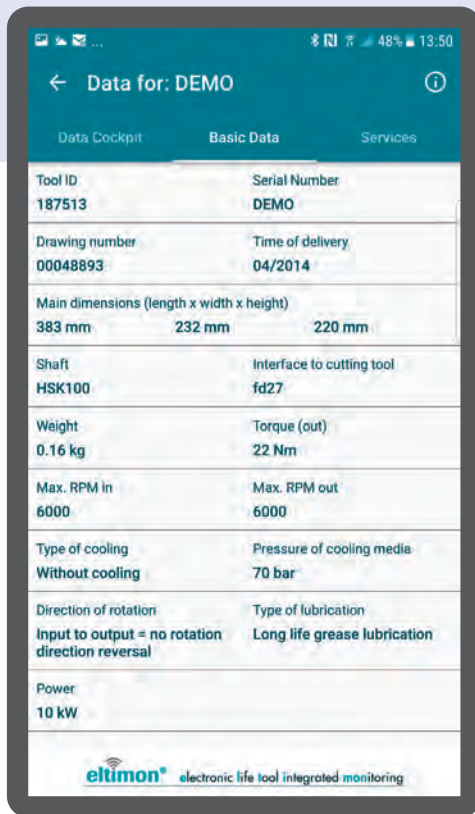 ... 48% 13:50
Data for: DEMO
Data Cockpit Basic Data Services
Tool ID Serial Number
187513 DEMO
Drawing number Time of delivery
00048893 04/2014
Main dimensions (length x width x height)
383 mm 232 mm 220 mm
Shaft Interface to cutting tool
HSK100 fd27
Weight Torque (out)
0.16 kg 22 Nm
Max. RPM in Max. RPM out
6000 6000
Type of cooling Pressure of cooling media
Without cooling 70 bar
Direction of rotation Type of lubrication
Input to output = no rotation Long life grease lubrication
direction reversal
Power
10 kW
eltimon® electronic life tool integrated monitoring